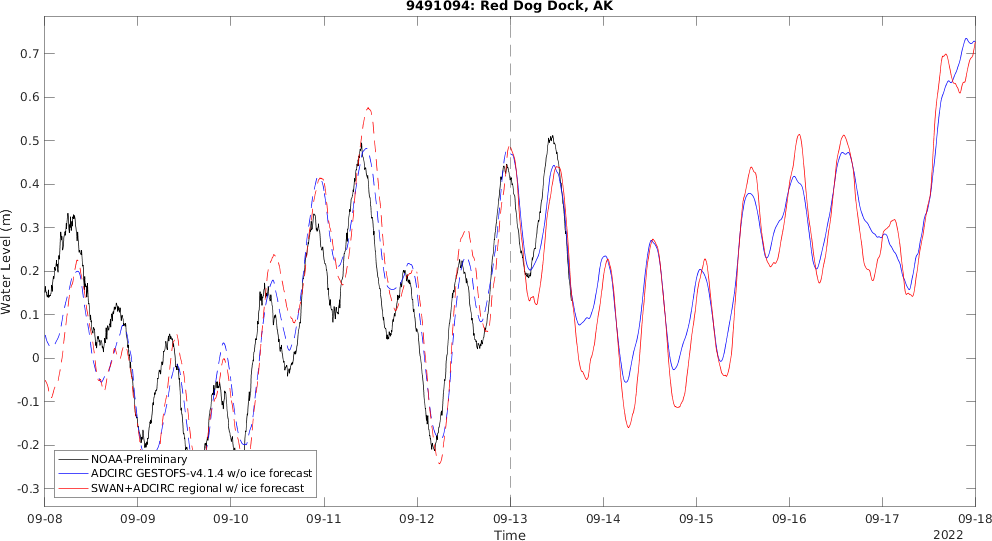 9491094: Red Dog Dock, AK
Water Level (m)
0.7
0.6
0.5
0.4
0.3
0.2
0.1
0
-0.1
-0.2
-0.3
NOAA-Preliminary
ADCIRC GESTOFS-v4.1.4 w/o ice forecast
SWAN+ADCIRC regional w/ ice forecast
09-08 09-09 09-10 09-11 09-12 09-13 09-14 09-15 09-16 09-17 09-18
Time
2022